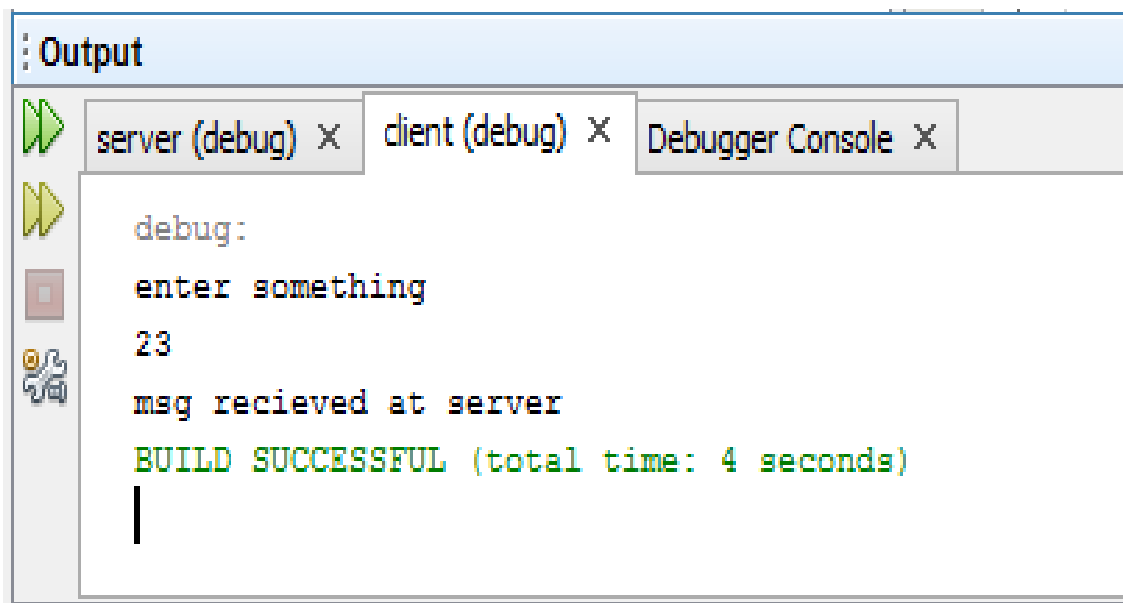 Output
server (debug) × client (debug) × Debugger Console ×
debug:
enter something
23
msg recieved at server
BUILD SUCCESSFUL (total time: 4 seconds)